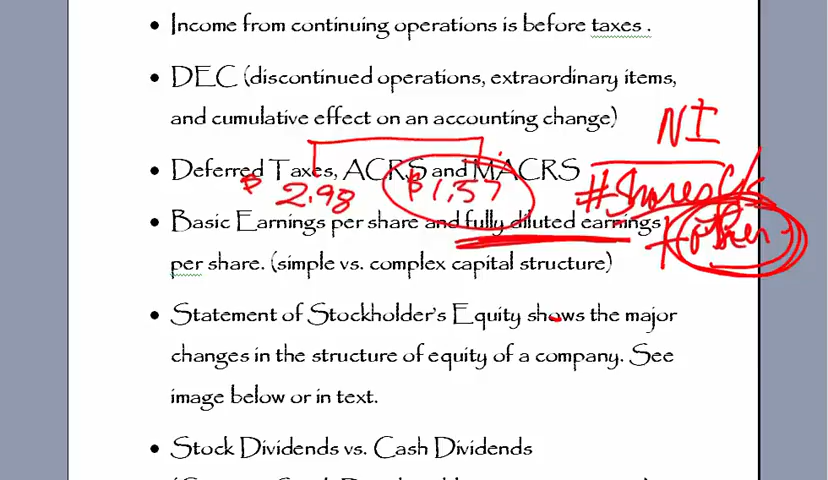 • Income from continuing operations is before taxes .
• DEC (discontinued operations, extraordinary items,
and cumulative effect on an accounting change)
NI
• Deferred Taxes, ACRS and MACRS
$ 2.98 $1.57 #Shares
• Basic Earnings per share and fully diluted earnings
+ other
per share. (simple vs. complex capital structure)
• Statement of Stockholder's Equity shows the major
changes in the structure of equity of a company. See
image below or in text.
• Stock Dividends vs. Cash Dividends